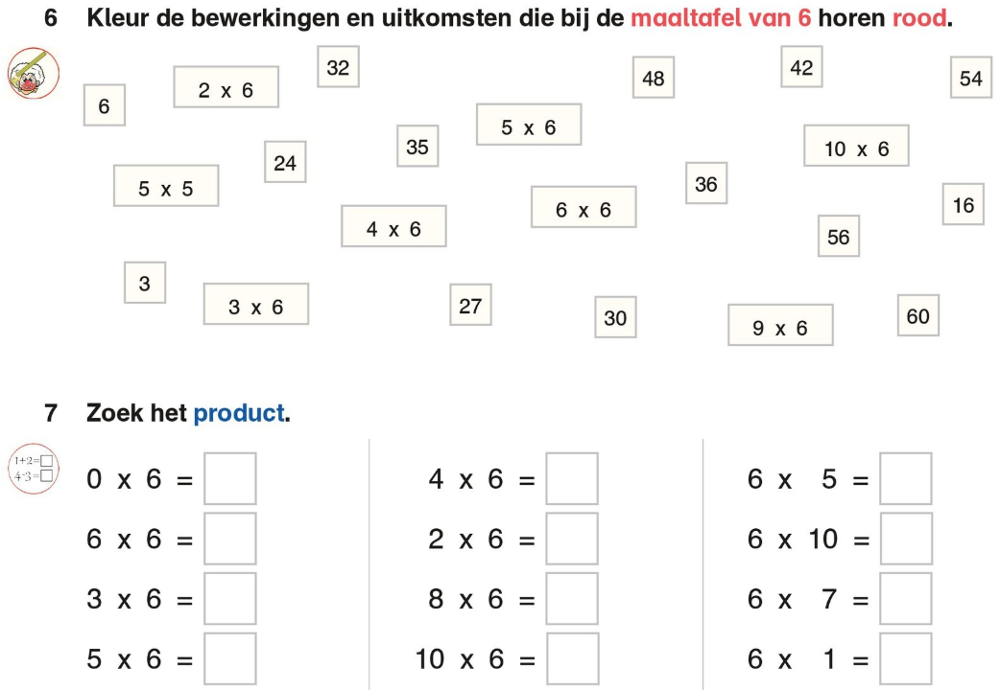 6 Kleur de bewerkingen en uitkomsten die bij de maaltafel van 6 horen rood.
32 48 42 54
6 2 x 6
5 x 6
24 35 10 x 6
5 x 5 36 16
4 x 6 6 x 6 56
3 3 x 6 27 30 9 x 6 60
7 Zoek het product.
1+2=
4-3=
0 x 6 = 4 x 6 = 6 x 5 =
6 x 6 = 2 x 6 = 6 x 10 =
3 x 6 = 8 x 6 = 6 x 7 =
5 x 6 = 10 x 6 = 6 x 1 =